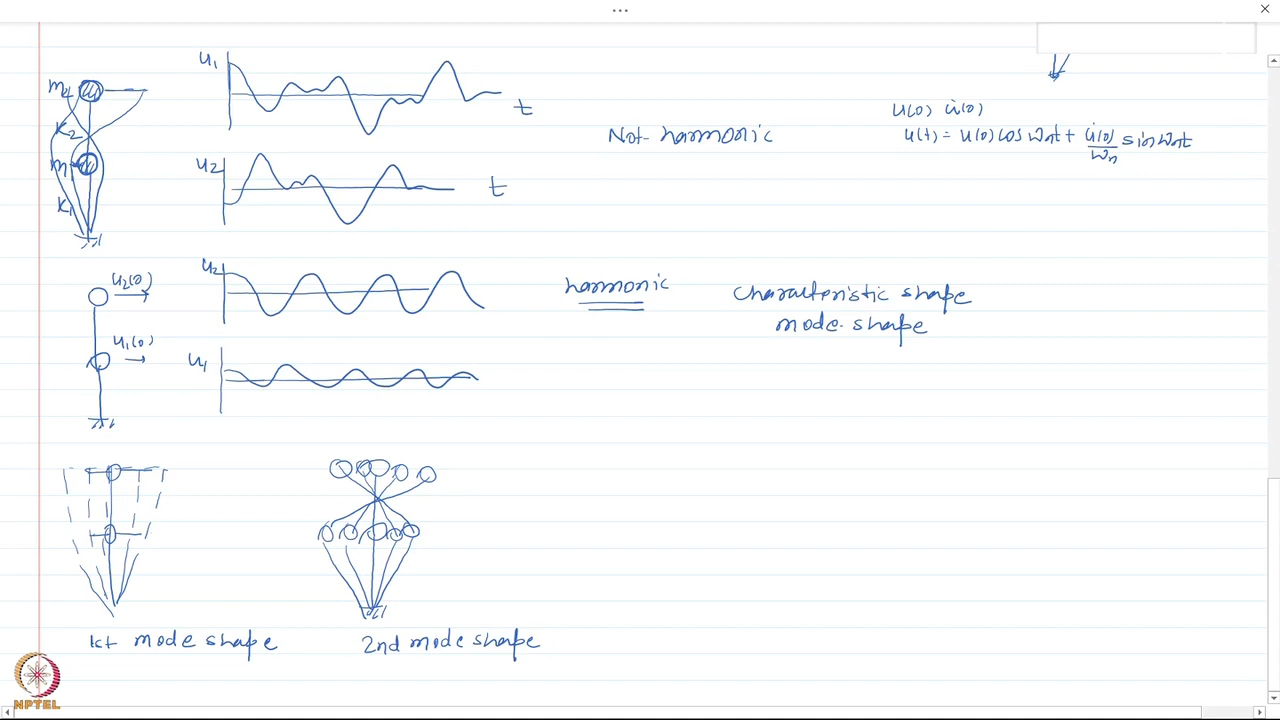 u₁
m₂
t
k₂
Not harmonic
u(0) u̇(0)
u(t) = u(0) cos ωnt + u̇(0)/ωn sin ωnt
m₁
u₂
t
k₁
u₂(0)
u₂
harmonic
characteristic shape
mode shape
u₁(0)
u₁
1st mode shape
2nd mode shape
NPTEL